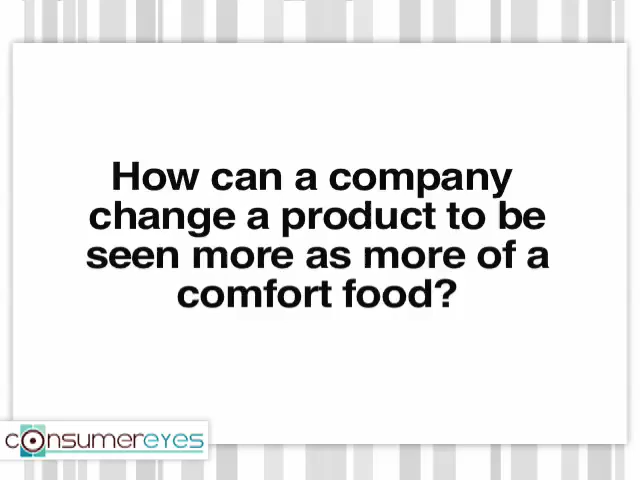 How can a company
change a product to be
seen more as more of a
comfort food?
consumereyes